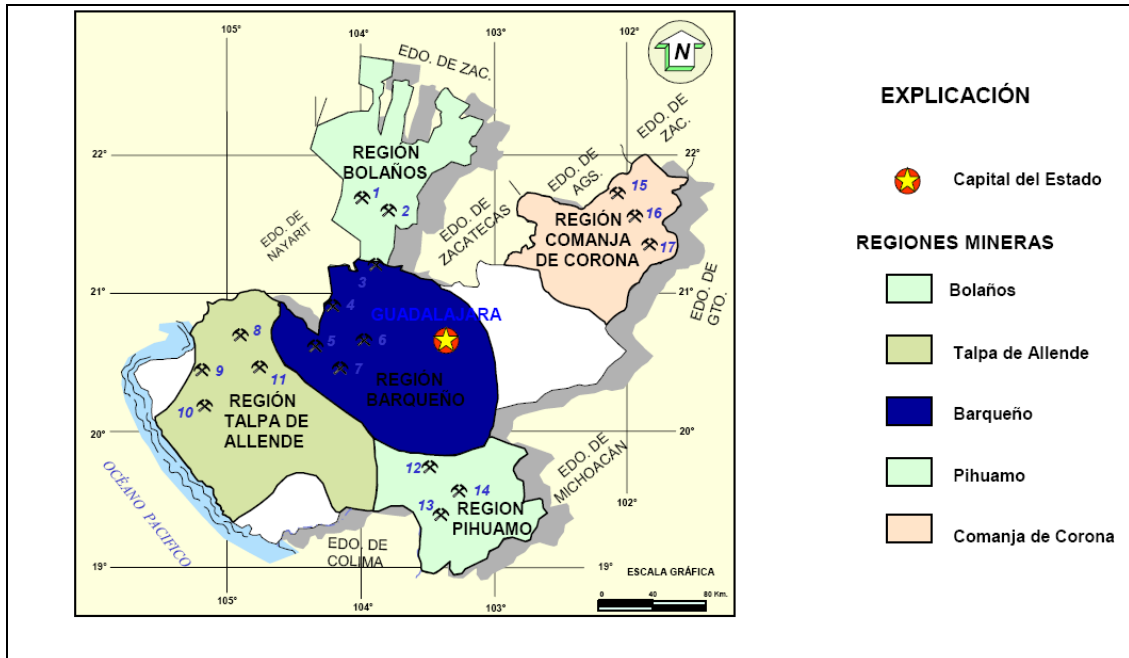 105°
104°
103°
102°
EDO. DE ZAC.
N
EDO. DE
ZAC.
22°
22°
EDO. DE
AGS.
REGIÓN
BOLAÑOS
1
2
15
16
17
EDO. DE
NAYARIT
EDO. DE
ZACATECAS
REGIÓN
COMANJA
DE CORONA
EDO. DE
GTO.
3
21°
21°
4
GUADALAJARA
5
6
7
8
9
10
11
REGIÓN
BARQUEÑO
REGIÓN
TALPA DE
ALLENDE
20°
20°
EDO. DE
MICHOACÁN
OCÉANO PACIFICO
12
13
14
REGION
PIHUAMO
102°
EDO. DE
COLIMA
19°
19°
ESCALA GRÁFICA
0 40 80 Km.
105°
104°
103°
EXPLICACIÓN
Capital del Estado
REGIONES MINERAS
Bolaños
Talpa de Allende
Barqueño
Pihuamo
Comanja de Corona